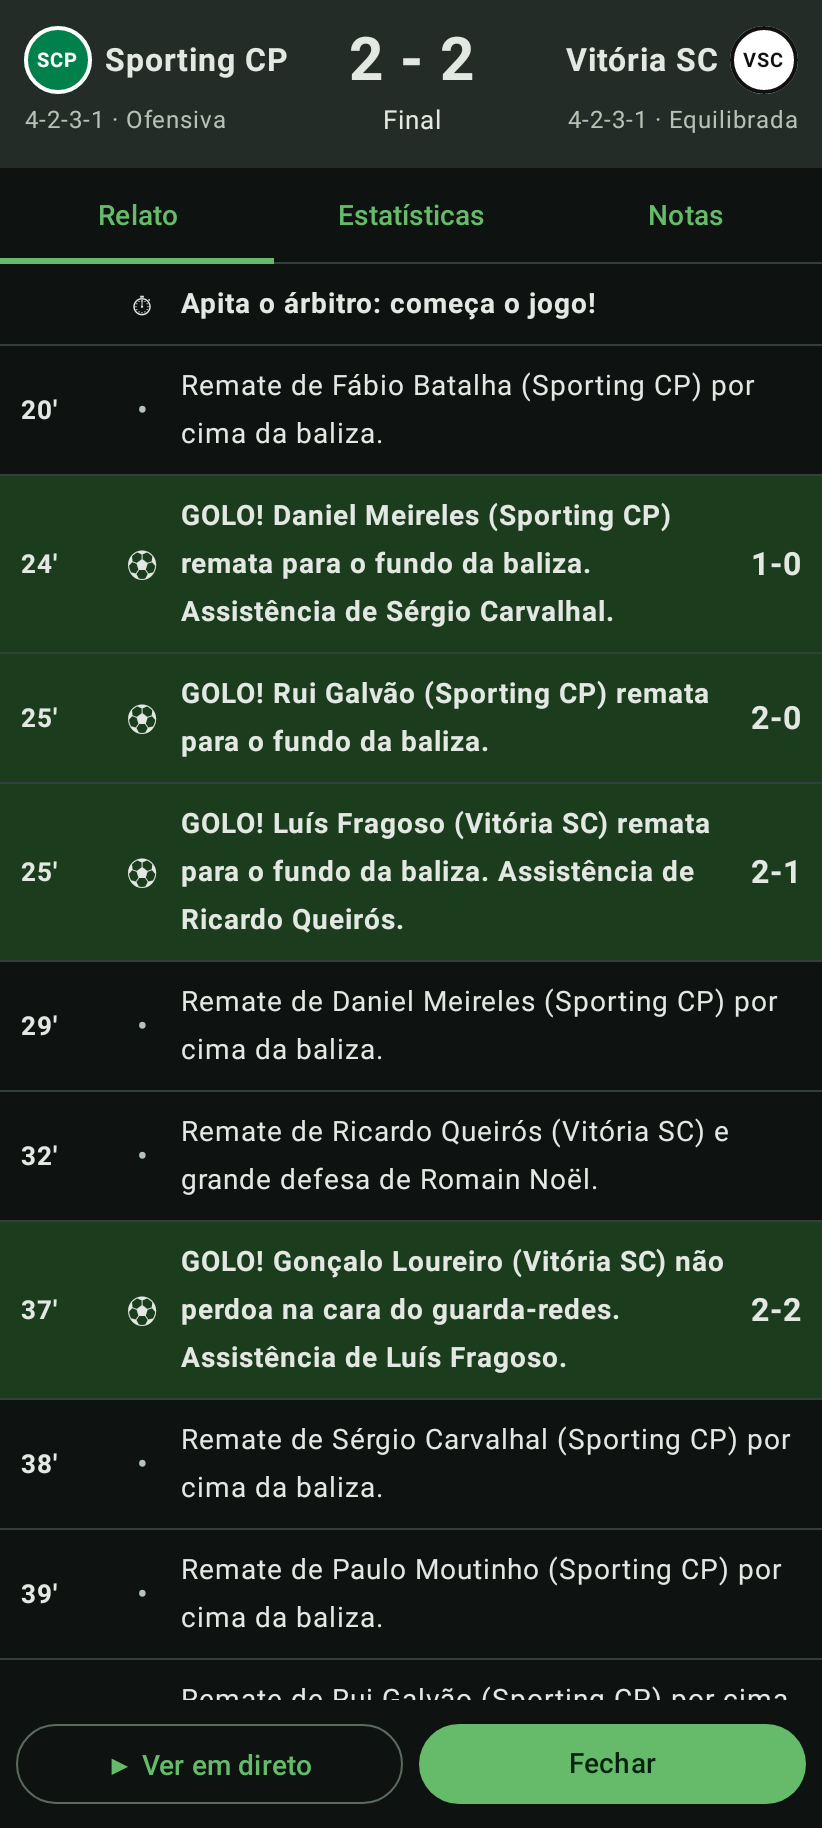 SCP Sporting CP 2 - 2 Vitória SC VSC
4-2-3-1 · Ofensiva Final 4-2-3-1 · Equilibrada
Relato Estatísticas Notas
⏱ Apita o árbitro: começa o jogo!
20' • Remate de Fábio Batalha (Sporting CP) por
cima da baliza.
GOLO! Daniel Meireles (Sporting CP)
24' ⚽ remata para o fundo da baliza. 1-0
Assistência de Sérgio Carvalhal.
25' ⚽ GOLO! Rui Galvão (Sporting CP) remata 2-0
para o fundo da baliza.
GOLO! Luís Fragoso (Vitória SC) remata
25' ⚽ para o fundo da baliza. Assistência de 2-1
Ricardo Queirós.
29' • Remate de Daniel Meireles (Sporting CP) por
cima da baliza.
32' • Remate de Ricardo Queirós (Vitória SC) e
grande defesa de Romain Noël.
GOLO! Gonçalo Loureiro (Vitória SC) não
37' ⚽ perdoa na cara do guarda-redes. 2-2
Assistência de Luís Fragoso.
38' • Remate de Sérgio Carvalhal (Sporting CP) por
cima da baliza.
39' • Remate de Paulo Moutinho (Sporting CP) por
cima da baliza.
Remate de Rui Galvão (Sporting CP) por cima
► Ver em direto Fechar